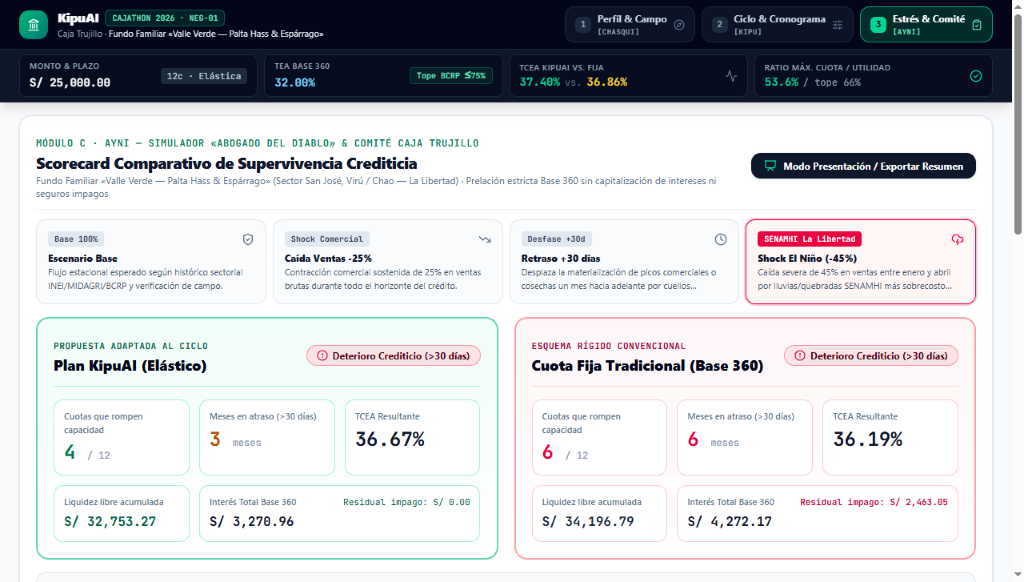 KipuAI CAJATHON 2026 · NEG-01
Caja Trujillo · Fundo Familiar «Valle Verde — Palta Hass & Espárrago»
1 Perfil & Campo
[CHASQUI]
2 Ciclo & Cronograma
[KIPU]
3 Estrés & Comité
[AYNI]
MONTO & PLAZO
S/ 25,000.00
12c · Elástica
TEA BASE 360
32.00%
Tope BCRP ≤75%
TCEA KIPUAI VS. FIJA
37.40% vs. 36.86%
RATIO MÁX. CUOTA / UTILIDAD
53.6% / tope 66%
MÓDULO C · AYNI — SIMULADOR «ABOGADO DEL DIABLO» & COMITÉ CAJA TRUJILLO
Scorecard Comparativo de Supervivencia Crediticia
Fundo Familiar «Valle Verde — Palta Hass & Espárrago» (Sector San José, Virú / Chao — La Libertad) · Prelación estricta Base 360 sin capitalización de intereses ni
seguros impagos
Modo Presentación / Exportar Resumen
Base 100%
Escenario Base
Flujo estacional esperado según histórico sectorial
INEI/MIDAGRI/BCRP y verificación de campo.
Shock Comercial
Caída Ventas -25%
Contracción comercial sostenida de 25% en ventas
brutas durante todo el horizonte del crédito.
Desfase +30d
Retraso +30 días
Desplaza la materialización de picos comerciales o
cosechas un mes hacia adelante por cuellos...
SENAMHI La Libertad
Shock El Niño (-45%)
Caída severa de 45% en ventas entre enero y abril
por lluvias/quebradas SENAMHI más sobrecosto...
PROPUESTA ADAPTADA AL CICLO
Plan KipuAI (Elástico)
Deterioro Crediticio (>30 días)
Cuotas que rompen
capacidad
4 / 12
Meses en atraso (>30 días)
3 meses
TCEA Resultante
36.67%
Liquidez libre acumulada
S/ 32,753.27
Interés Total Base 360
Residual impago: S/ 0.00
S/ 3,270.96
ESQUEMA RÍGIDO CONVENCIONAL
Cuota Fija Tradicional (Base 360)
Deterioro Crediticio (>30 días)
Cuotas que rompen
capacidad
6 / 12
Meses en atraso (>30 días)
6 meses
TCEA Resultante
36.19%
Liquidez libre acumulada
S/ 34,196.79
Interés Total Base 360
Residual impago: S/ 2,463.05
S/ 4,272.17